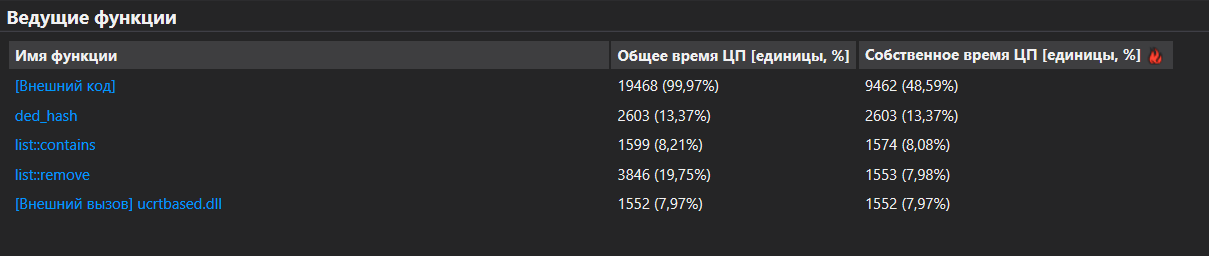 Ведущие функции
Имя функции Общее время ЦП [единицы, %] Собственное время ЦП [единицы, %]
[Внешний код] 19468 (99,97%) 9462 (48,59%)
ded_hash 2603 (13,37%) 2603 (13,37%)
list::contains 1599 (8,21%) 1574 (8,08%)
list::remove 3846 (19,75%) 1553 (7,98%)
[Внешний вызов] ucrtbased.dll 1552 (7,97%) 1552 (7,97%)